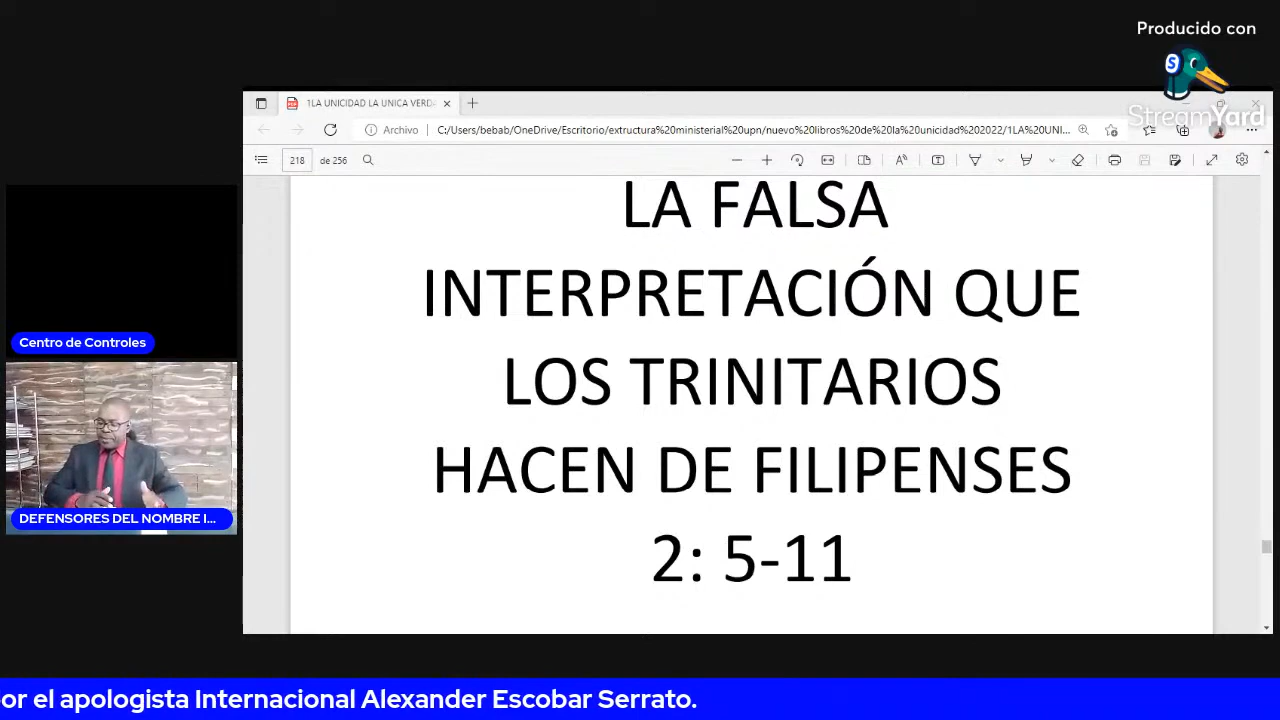 Producido con
StreamYard
1LA UNICIDAD LA UNICA VERDA
Archivo
C:/Users/bebab/OneDrive/Escritorio/extructura%20ministerial%20upn/nuevo%20libros%20de%20la%20unicidad%202022/1LA%20UNI...
218 de 256
LA FALSA
INTERPRETACIÓN QUE
LOS TRINITARIOS
HACEN DE FILIPENSES
2: 5-11
Centro de Controles
DEFENSORES DEL NOMBRE I...
or el apologista Internacional Alexander Escobar Serrato.